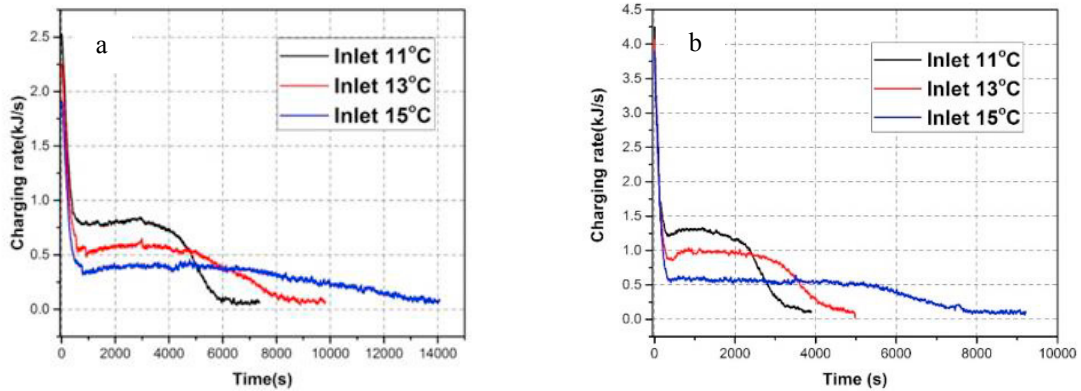 a
Inlet 11°C
Inlet 13°C
Inlet 15°C
Charging rate(kJ/s)
2.5
2.0
1.5
1.0
0.5
0.0
0 2000 4000 6000 8000 10000 12000 14000
Time(s)
b
Inlet 11°C
Inlet 13°C
Inlet 15°C
Charging rate(kJ/s)
4.5
4.0
3.5
3.0
2.5
2.0
1.5
1.0
0.5
0.0
0 2000 4000 6000 8000 10000
Time (s)